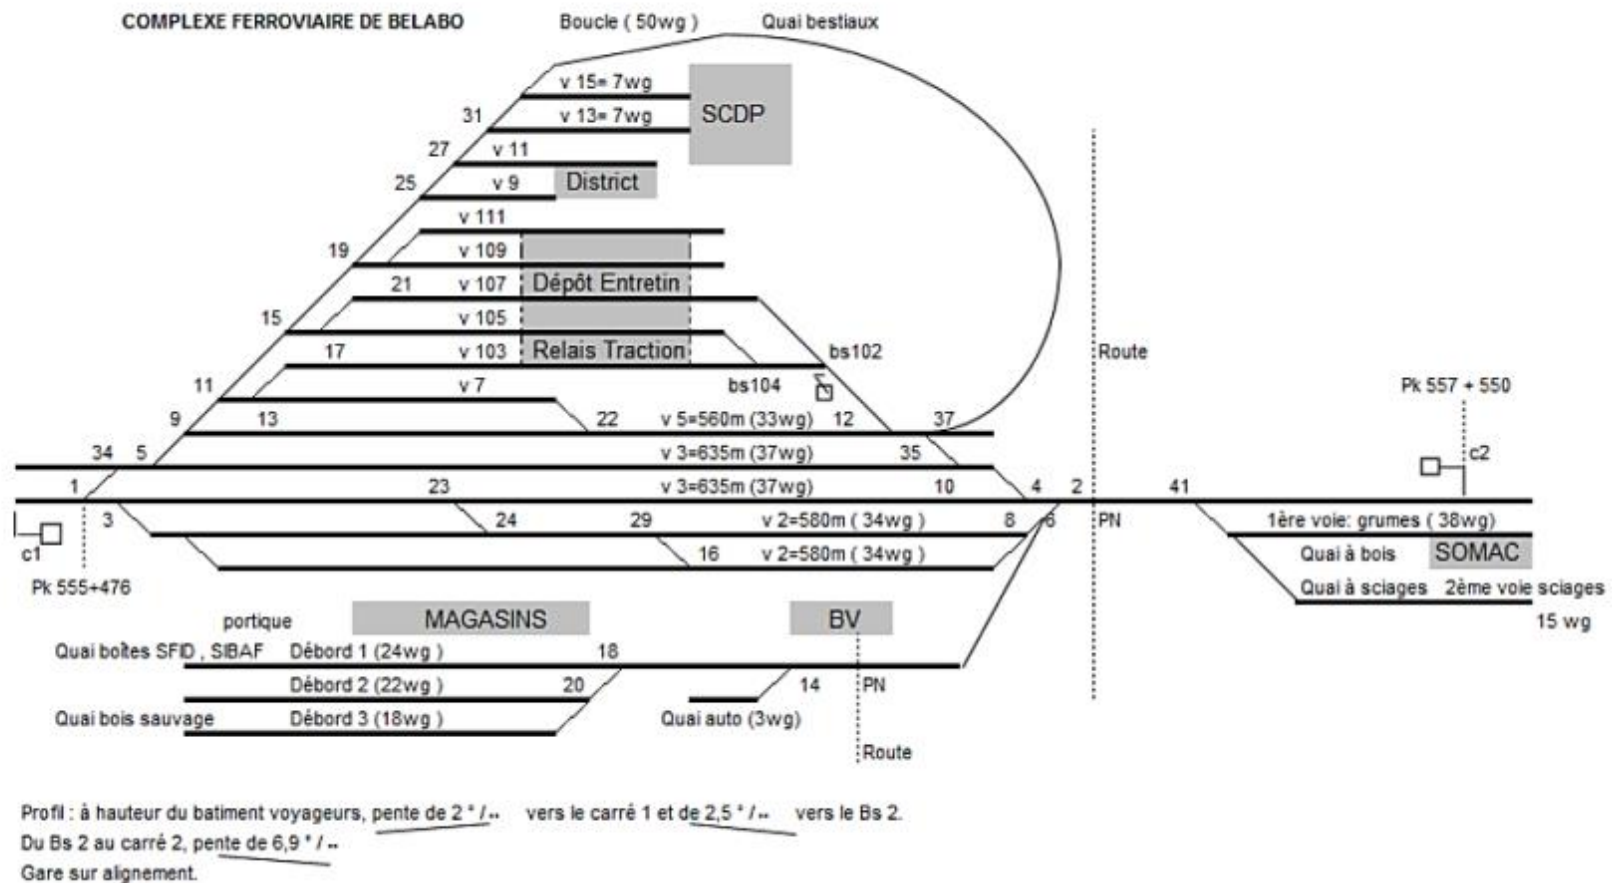 COMPLEXE FERROVIAIRE DE BELABO
Boucle ( 50wg )
Quai bestiaux
v 15= 7wg
31
v 13= 7wg
SCDP
27
v 11
25
v 9
District
v 111
19
v 109
21
v 107
Dépôt Entretin
15
v 105
17
v 103
Relais Traction
bs102
Route
11
v 7
bs104
Pk 557 + 550
9
13
22
v 5=560m (33wg)
12
37
34
5
v 3=635m (37wg)
35
c2
1
23
v 3=635m (37wg)
10
4
2
41
3
24
29
v 2=580m ( 34wg )
8
6
PN
1ère voie: grumes ( 38wg)
c1
16
v 2=580m ( 34wg )
Quai à bois
SOMAC
Pk 555+476
Quai à sciages
2ème voie sciages
15 wg
portique
MAGASINS
BV
Quai boîtes SFID , SIBAF
Débord 1 (24wg )
18
Débord 2 (22wg )
20
14
PN
Quai bois sauvage
Débord 3 (18wg )
Quai auto (3wg)
Route
Profil : à hauteur du batiment voyageurs, pente de 2 ° /.. vers le carré 1 et de 2,5 ° /.. vers le Bs 2.
Du Bs 2 au carré 2, pente de 6,9 ° / ..
Gare sur alignement.